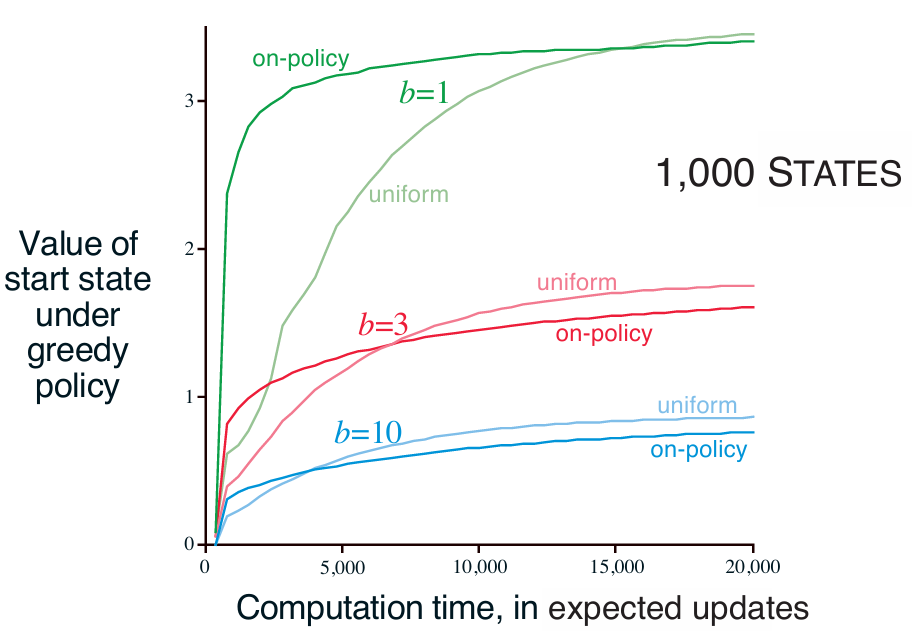 on-policy
b=1
3
1,000 STATES
uniform
Value of
start state
under
greedy
policy
2
uniform
b=3
on-policy
1
uniform
b=10
on-policy
0
0
5,000
10,000
15,000
20,000
Computation time, in expected updates